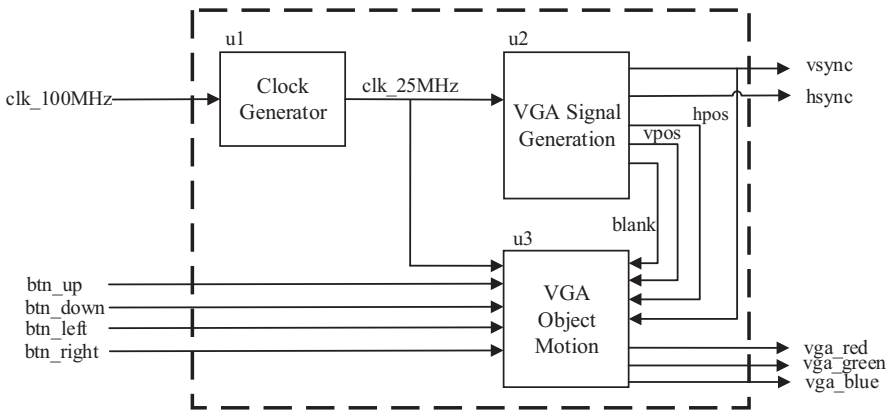 u1
u2
clk_100MHz
Clock
Generator
clk_25MHz
VGA Signal
Generation
vsync
hsync
hpos
vpos
blank
u3
VGA
Object
Motion
btn_up
btn_down
btn_left
btn_right
vga_red
vga_green
vga_blue